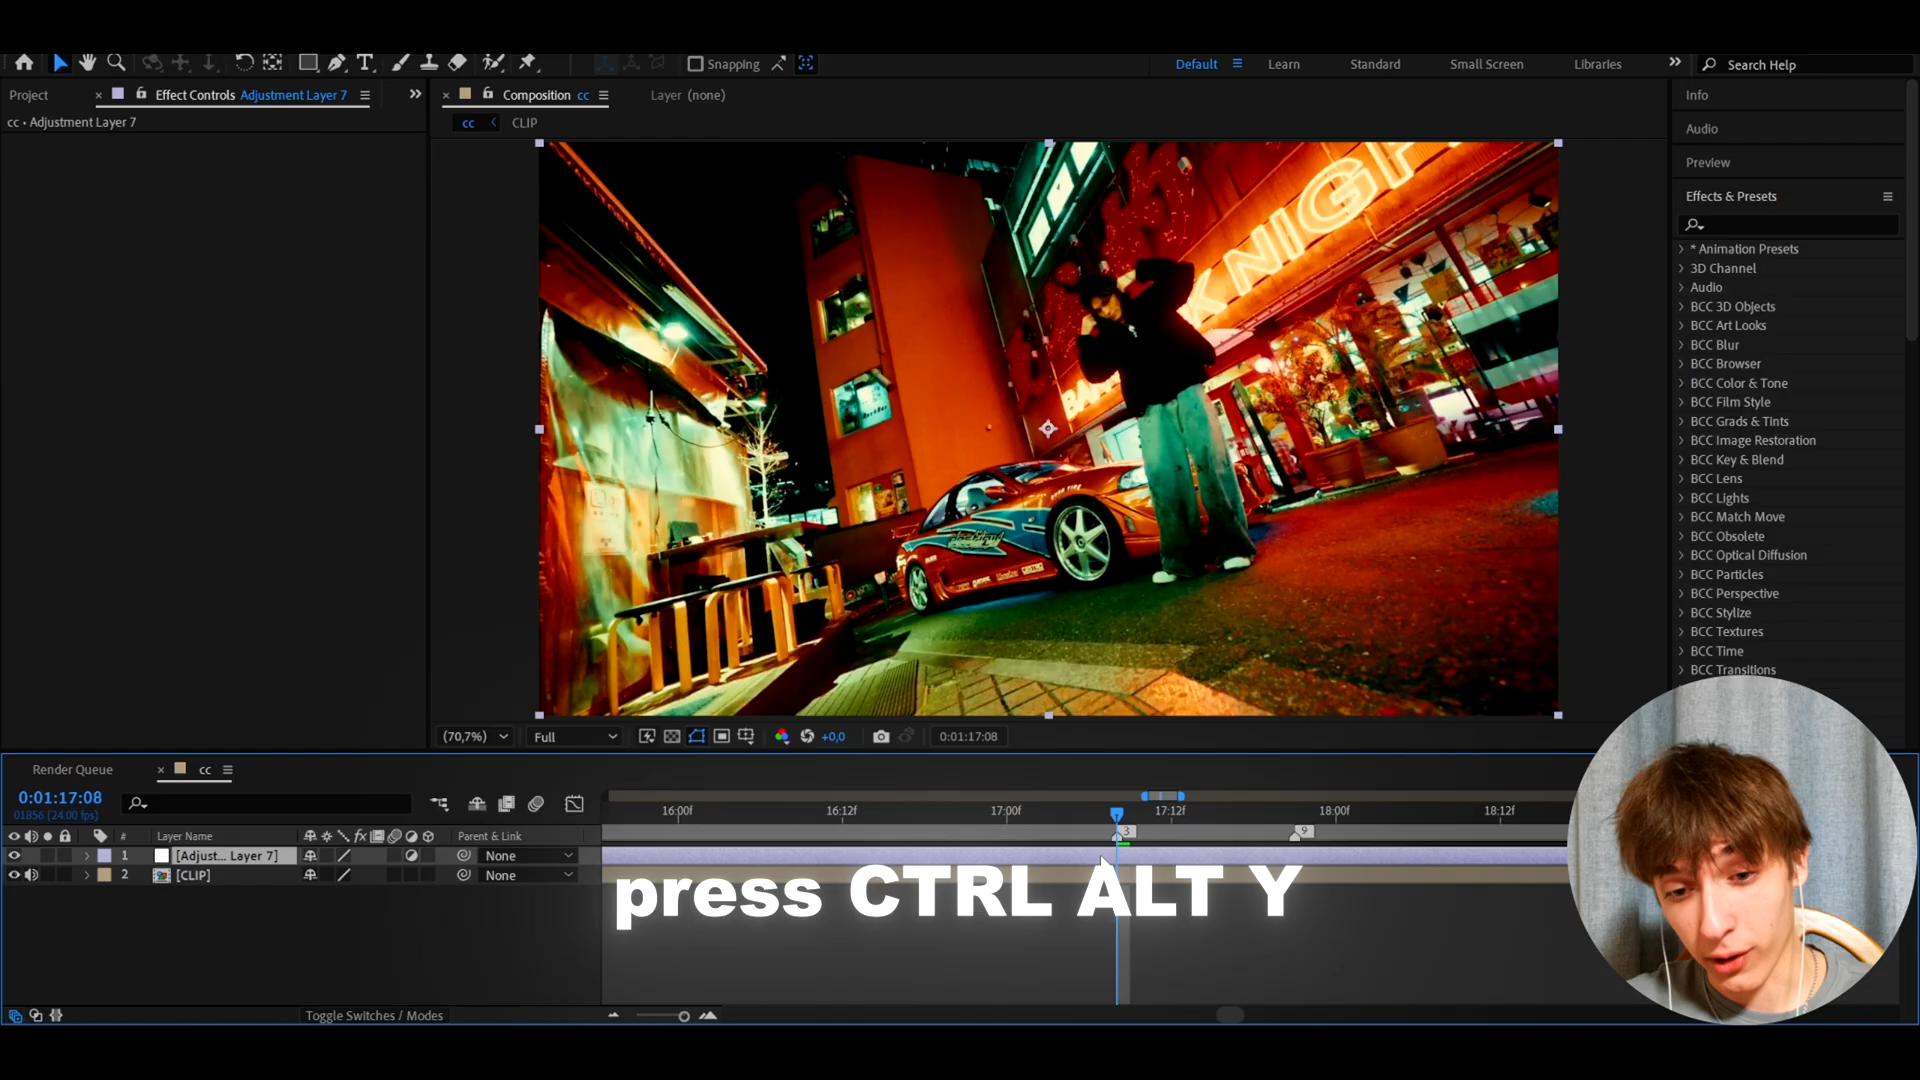 Snapping
Default
Learn
Standard
Small Screen
Libraries
Search Help
Project
Effect Controls Adjustment Layer 7
Composition cc
Layer (none)
Info
cc • Adjustment Layer 7
cc
CLIP
Audio
Preview
Effects & Presets
* Animation Presets
3D Channel
Audio
BCC 3D Objects
BCC Art Looks
BCC Blur
BCC Browser
BCC Color & Tone
BCC Film Style
BCC Grads & Tints
BCC Image Restoration
BCC Key & Blend
BCC Lens
BCC Lights
BCC Match Move
BCC Obsolete
BCC Optical Diffusion
BCC Particles
BCC Perspective
BCC Stylize
BCC Textures
BCC Time
BCC Transitions
KNIGH
(70,7%)
Full
+0,0
0:01:17:08
Render Queue
cc
0:01:17:08
01856 (24.00 fps)
16:00f
16:12f
17:00f
17:12f
18:00f
18:12f
# Layer Name
fx
Parent & Link
3
9
1 [Adjust... Layer 7]
None
2 [CLIP]
None
press CTRL ALT Y
Toggle Switches / Modes